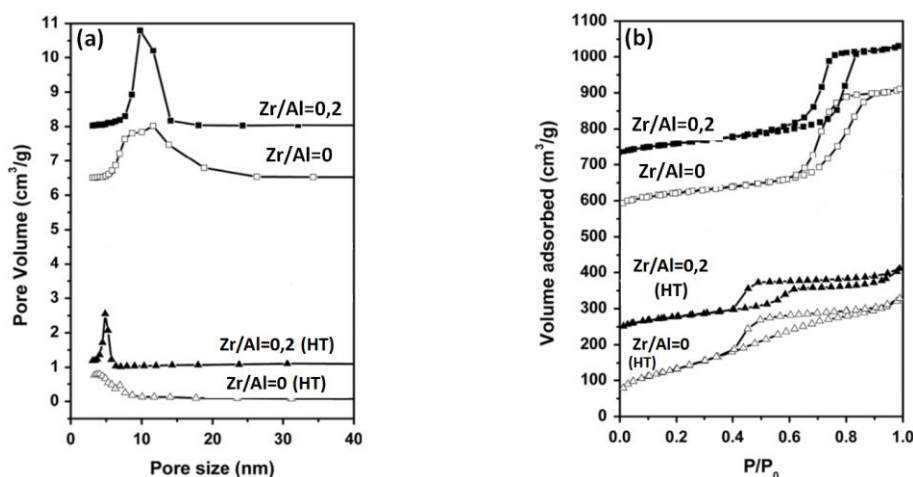 (a)
Pore Volume (cm³/g)
11
10
9
8
7
6
5
4
3
2
1
0
Zr/Al=0,2
Zr/Al=0
Zr/Al=0,2 (HT)
Zr/Al=0 (HT)
0 10 20 30 40
Pore size (nm)
(b)
Volume adsorbed (cm³/g)
1100
1000
900
800
700
600
500
400
300
200
100
0
Zr/Al=0,2
Zr/Al=0
Zr/Al=0,2
(HT)
Zr/Al=0
(HT)
0.0 0.2 0.4 0.6 0.8 1.0
P/P₀